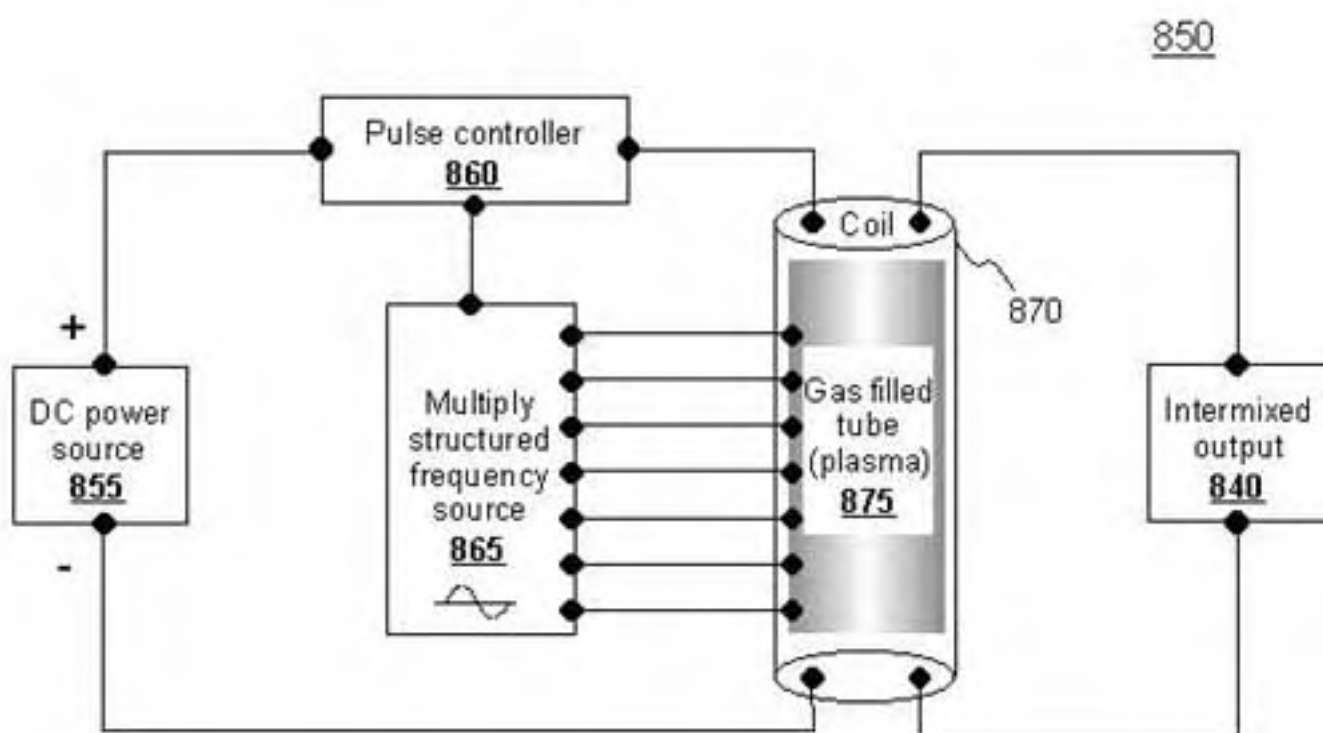 850
Pulse controller
860
Coil
870
+
DC power
source
855
-
Multiply
structured
frequency
source
865
Gas filled
tube
(plasma)
875
Intermixed
output
840